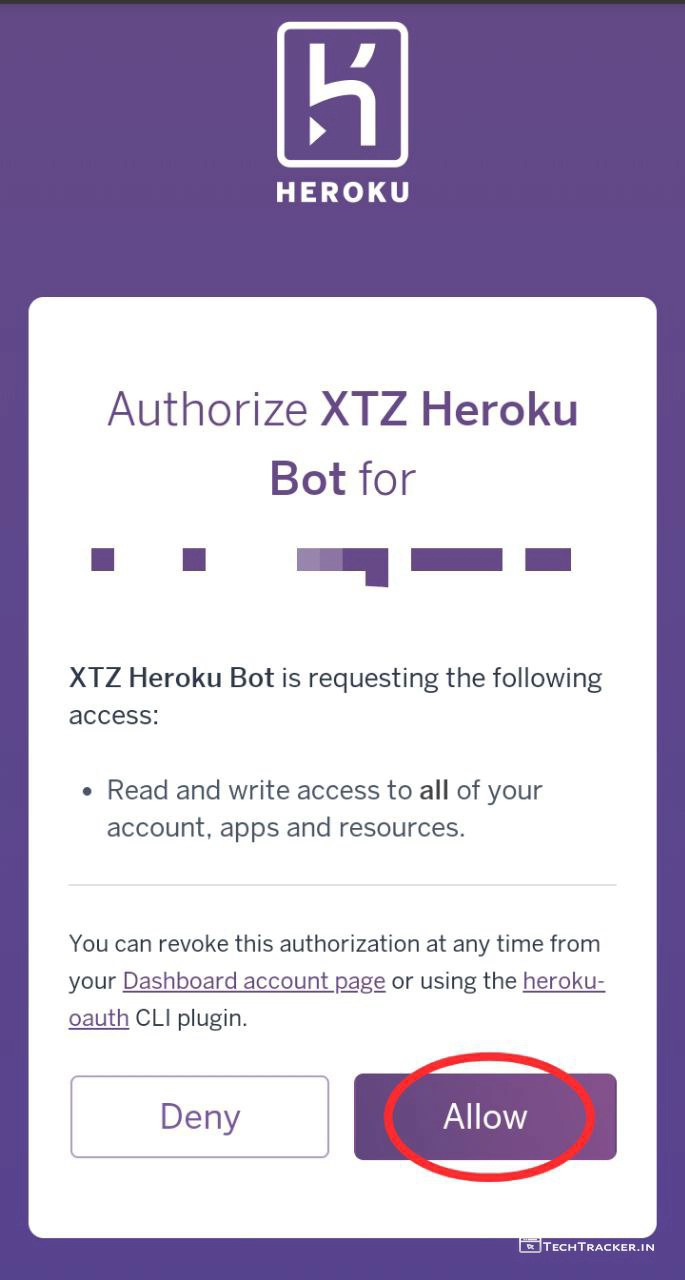 HEROKU
Authorize XTZ Heroku
Bot for
XTZ Heroku Bot is requesting the following
access:
• Read and write access to all of your
account, apps and resources.
You can revoke this authorization at any time from
your Dashboard account page or using the heroku-
oauth CLI plugin.
Deny
Allow
TECHTRACKER.IN